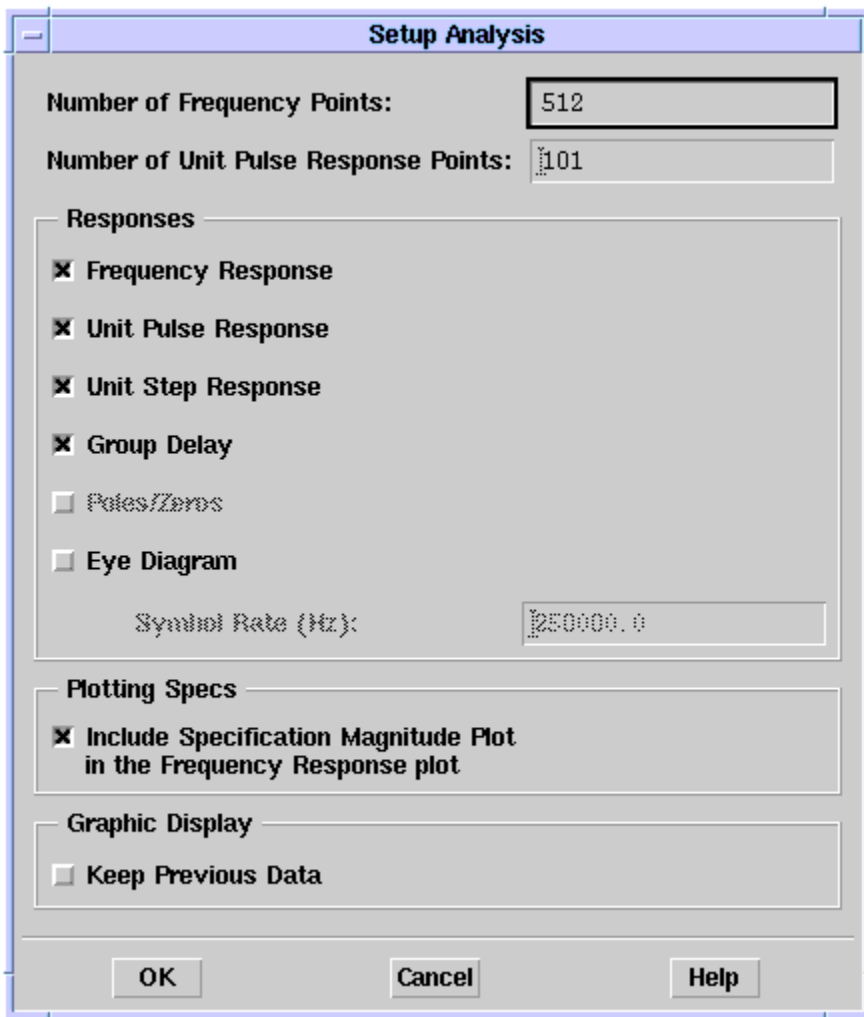 Setup Analysis
Number of Frequency Points: 512
Number of Unit Pulse Response Points: 101
Responses
Frequency Response
Unit Pulse Response
Unit Step Response
Group Delay
Poles/Zeros
Eye Diagram
Symbol Rate (Hz): 250000.0
Plotting Specs
Include Specification Magnitude Plot
in the Frequency Response plot
Graphic Display
Keep Previous Data
OK Cancel Help